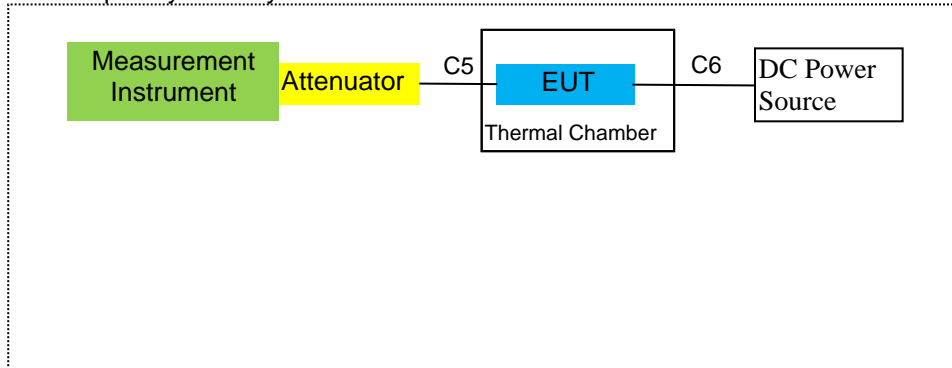 Measurement
Instrument
Attenuator
C5
EUT
Thermal Chamber
C6
DC Power
Source